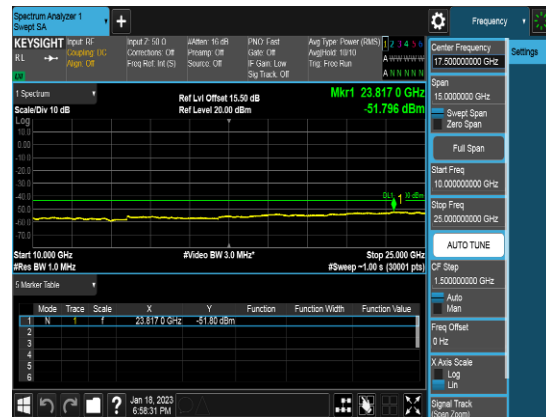 Spectrum Analyzer 1
Swept SA
Frequency
KEYSIGHT
RL
Input: RF
Coupling: DC
Align: Off
Input Z: 50 Ω
Corrections: Off
Freq Ref: Int (S)
#Atten: 16 dB
Preamp: Off
Source: Off
PNO: Fast
Gate: Off
IF Gain: Low
Sig Track: Off
Avg Type: Power (RMS)
Avg|Hold: 10/10
Trig: Free Run
1 2 3 4 5 6
A W W W W W
A N N N N N
1 Spectrum
Scale/Div 10 dB
Ref Lvl Offset 15.50 dB
Ref Level 20.00 dBm
Mkr1 23.817 0 GHz
-51.796 dBm
Log
10.0
0.00
-10.0
-20.0
-30.0
-40.0
-50.0
-60.0
-70.0
1
Start 10.000 GHz
#Res BW 1.0 MHz
#Video BW 3.0 MHz*
Stop 25.000 GHz
#Sweep ~1.00 s (30001 pts)
5 Marker Table
Mode Trace Scale X Y Function Function Width Function Value
1 N 1 f 23.817 0 GHz -51.80 dBm
2
3
4
5
6
?
Jan 18, 2023
6:58:31 PM
Center Frequency
17.500000000 GHz
Settings
Span
15.0000000 GHz
Swept Span
Zero Span
Full Span
Start Freq
10.000000000 GHz
Stop Freq
25.000000000 GHz
AUTO TUNE
CF Step
1.500000000 GHz
Auto
Man
Freq Offset
0 Hz
X Axis Scale
Log
Lin
Signal Track
(Span Zoom)